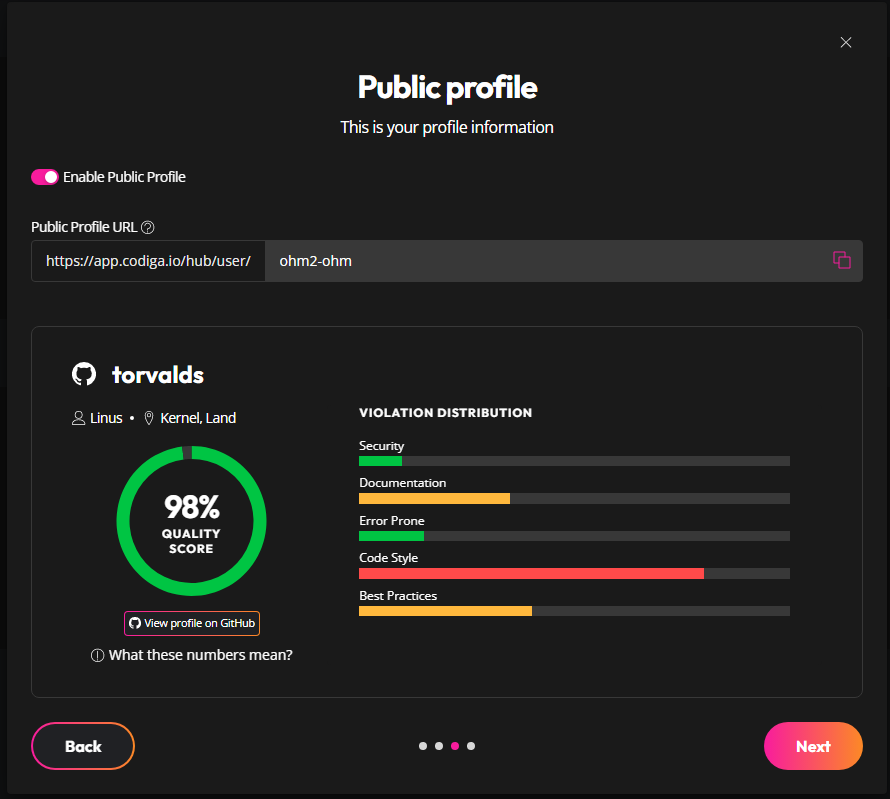 Public profile
This is your profile information
Enable Public Profile
Public Profile URL
https://app.codiga.io/hub/user/ ohm2-ohm
torvalds
Linus • Kernel, Land
98%
QUALITY
SCORE
View profile on GitHub
What these numbers mean?
VIOLATION DISTRIBUTION
Security
Documentation
Error Prone
Code Style
Best Practices
Back
Next